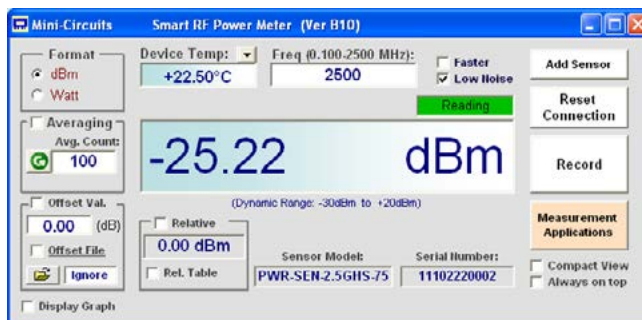 Mini-Circuits Smart RF Power Meter (Ver B10)
Format
dBm
Watt
Device Temp:
+22.50°C
Freq (0.100-2500 MHz):
2500
Faster
Low Noise
Add Sensor
Reading
Reset
Connection
Averaging
Avg. Count:
100
-25.22 dBm
Record
(Dynamic Range: -30dBm to +20dBm)
Offset Val.
0.00 (dB)
Offset File
Ignore
Relative
0.00 dBm
Rel. Table
Sensor Model:
PWR-SEN-2.5GHS-75
Serial Number:
11102220002
Measurement
Applications
Compact View
Always on top
Display Graph